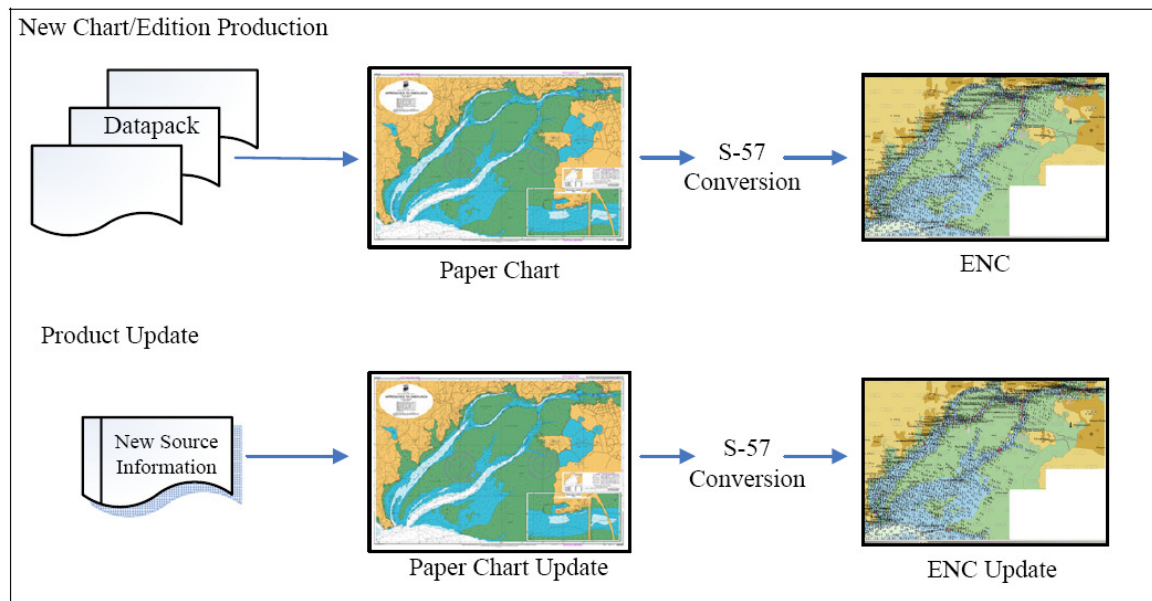 New Chart/Edition Production
Datapack
S-57
Conversion
Paper Chart
ENC
Product Update
New Source
Information
S-57
Conversion
Paper Chart Update
ENC Update